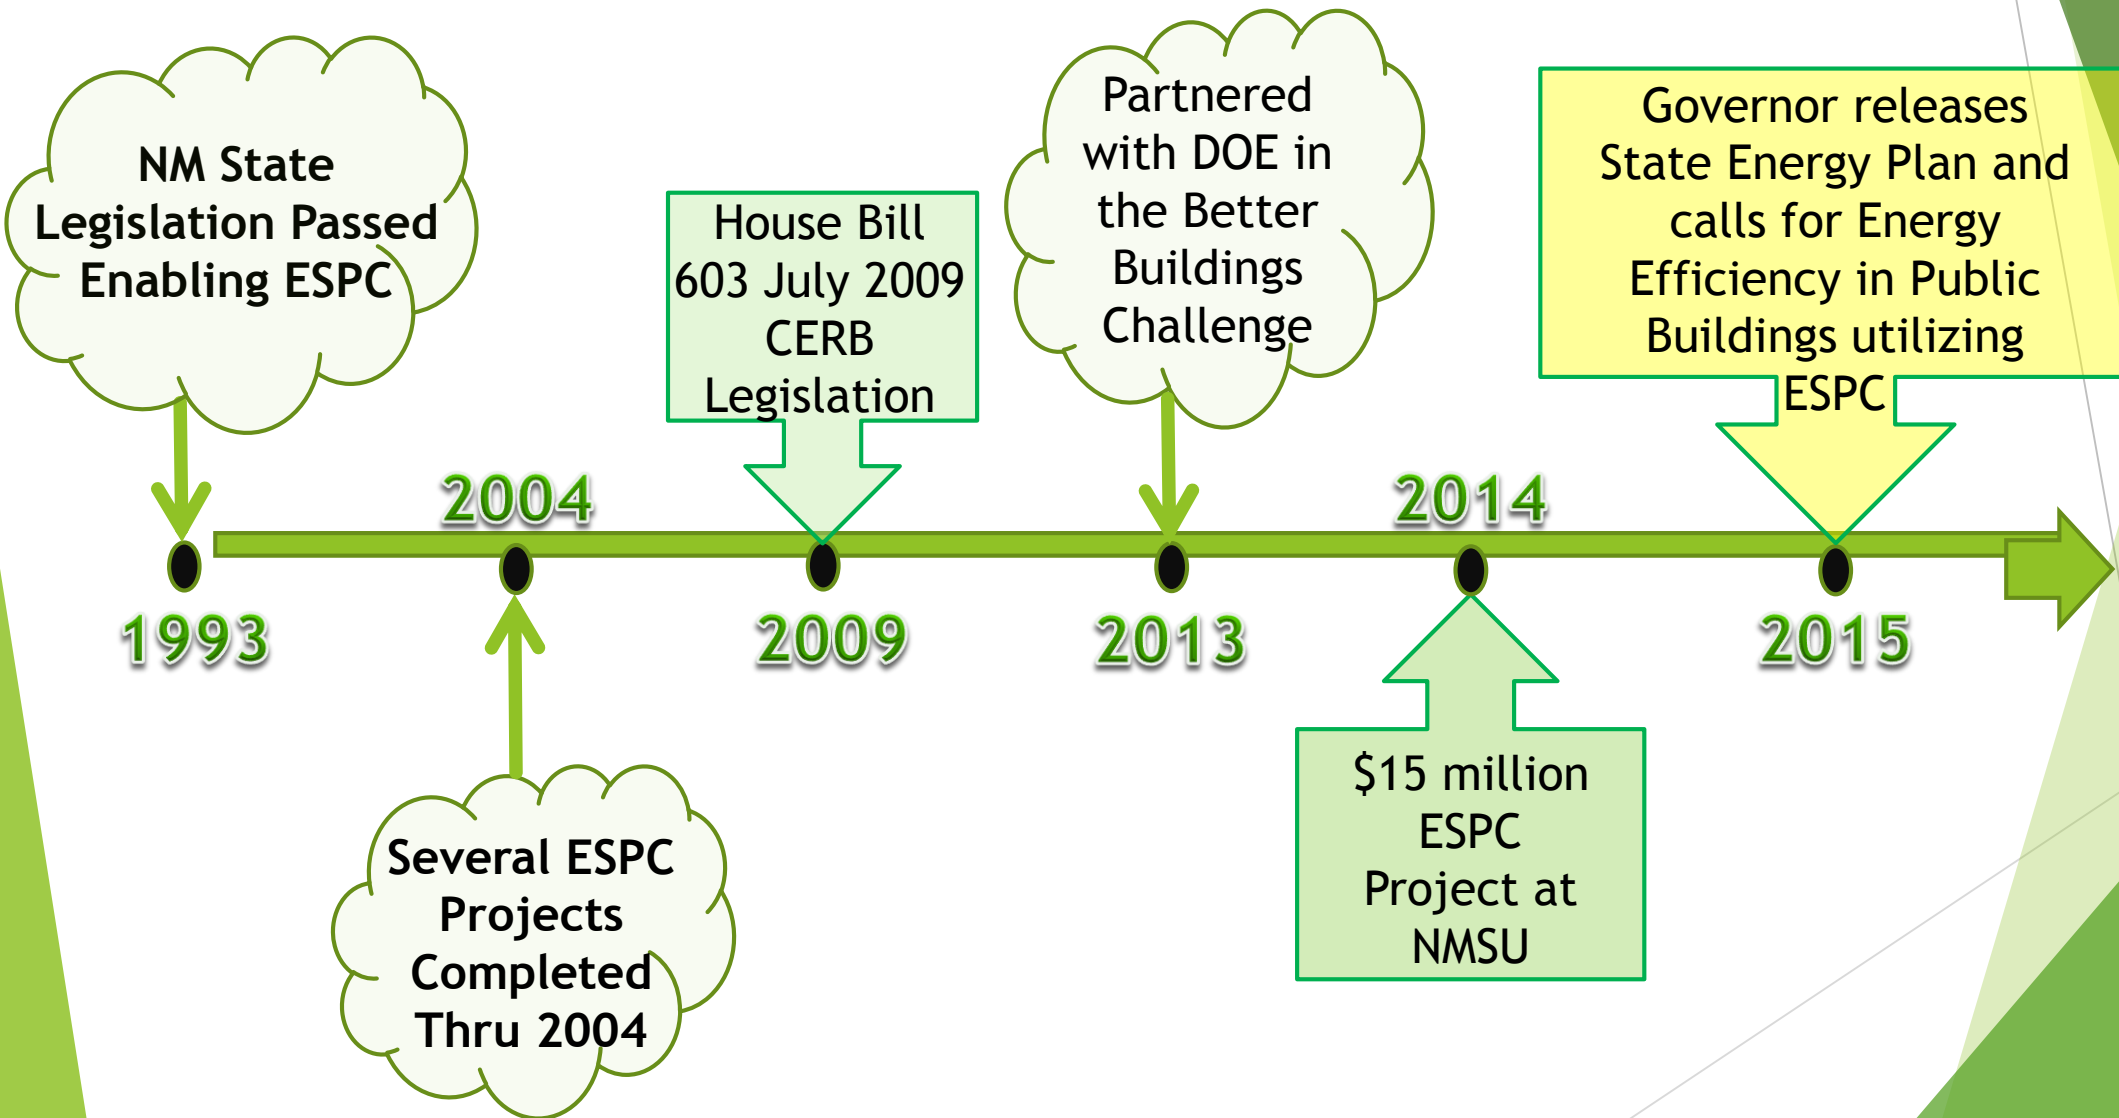 NM State
Legislation Passed
Enabling ESPC
House Bill
603 July 2009
CERB
Legislation
Partnered
with DOE in
the Better
Buildings
Challenge
Governor releases
State Energy Plan and
calls for Energy
Efficiency in Public
Buildings utilizing
ESPC
2004
2014
1993
2009
2013
2015
Several ESPC
Projects
Completed
Thru 2004
$15 million
ESPC
Project at
NMSU